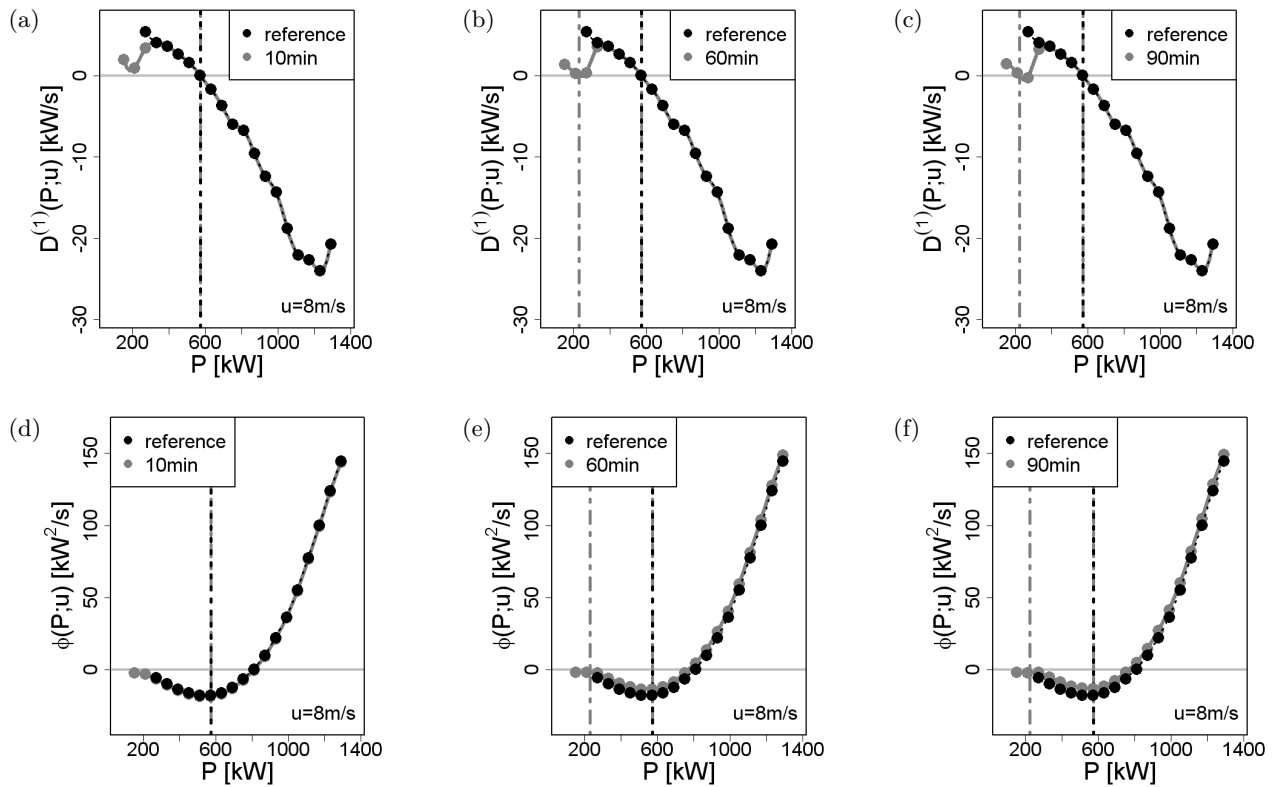 (a)
reference
10min
D(1)(P;u) [kW/s]
0
-10
-20
-30
u=8m/s
200 600 1000 1400
P [kW]
(b)
reference
60min
D(1)(P;u) [kW/s]
0
-10
-20
-30
u=8m/s
200 600 1000 1400
P [kW]
(c)
reference
90min
D(1)(P;u) [kW/s]
0
-10
-20
-30
u=8m/s
200 600 1000 1400
P [kW]
(d)
reference
10min
ϕ(P;u) [kW²/s]
150
100
50
0
u=8m/s
200 600 1000 1400
P [kW]
(e)
reference
60min
ϕ(P;u) [kW²/s]
150
100
50
0
u=8m/s
200 600 1000 1400
P [kW]
(f)
reference
90min
ϕ(P;u) [kW²/s]
150
100
50
0
u=8m/s
200 600 1000 1400
P [kW]